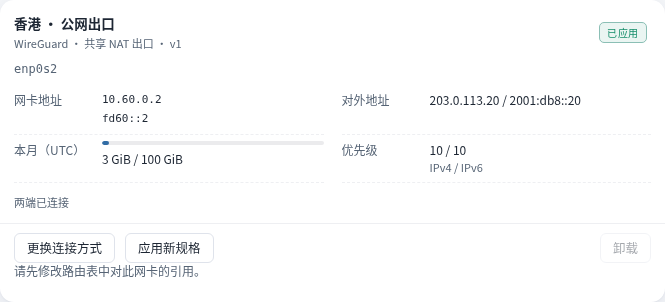 香港 · 公网出口
WireGuard · 共享 NAT 出口 · v1
已应用
enp0s2
网卡地址
10.60.0.2
fd60::2
对外地址
203.0.113.20 / 2001:db8::20
本月（UTC）
3 GiB / 100 GiB
优先级
10 / 10
IPv4 / IPv6
两端已连接
更换连接方式
应用新规格
卸载
请先修改路由表中对此网卡的引用。